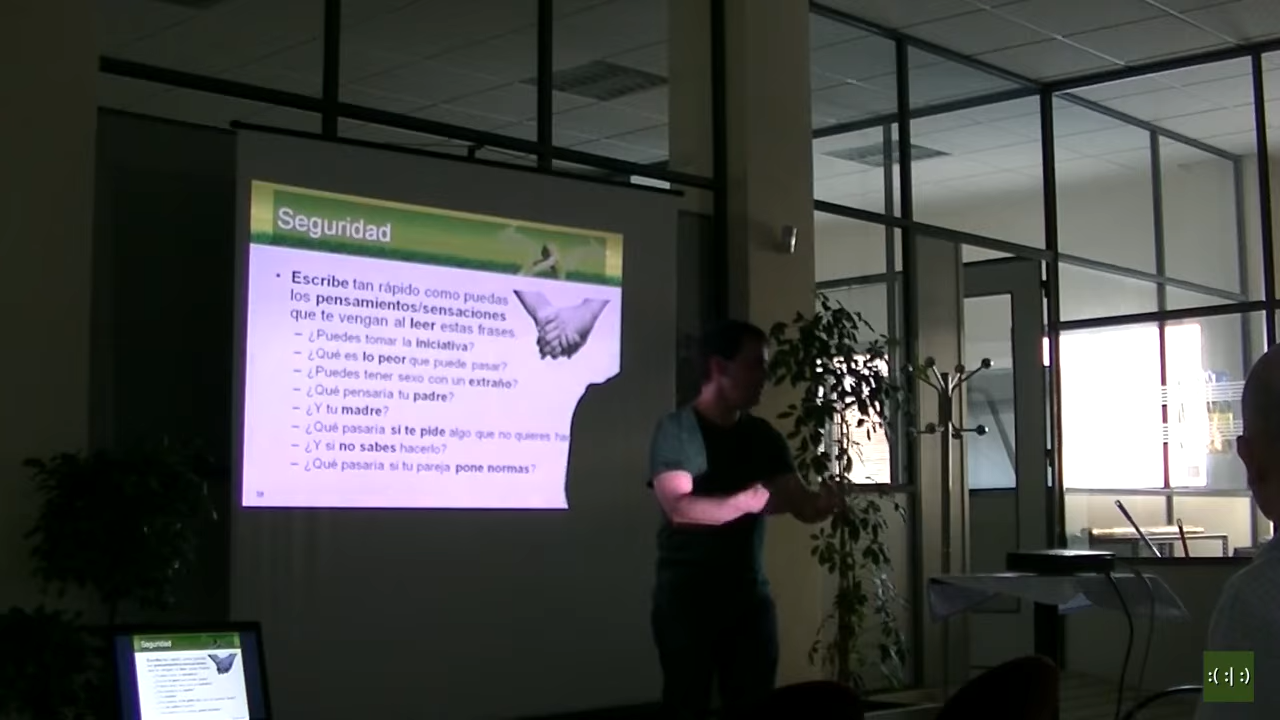 Seguridad
• Escribe tan rápido como puedas
los pensamientos/sensaciones
que te vengan al leer estas frases.
– ¿Puedes tomar la iniciativa?
– ¿Qué es lo peor que puede pasar?
– ¿Puedes tener sexo con un extraño?
– ¿Qué pensaría tu padre?
– ¿Y tu madre?
– ¿Qué pasaría si te pide algo que no quieres
– ¿Y si no sabes hacerlo?
– ¿Qué pasaría si tu pareja pone normas?
Seguridad
:( :| :)